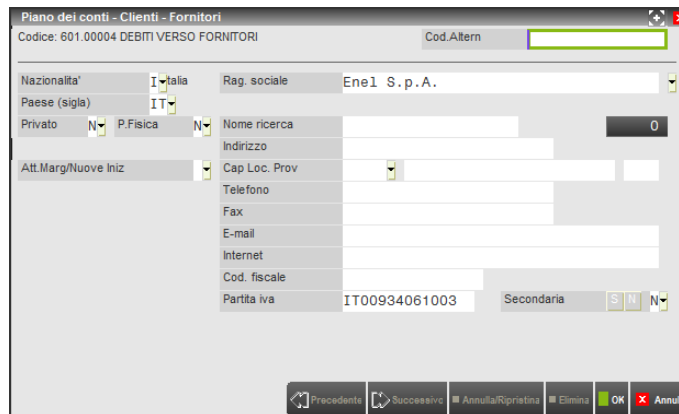 Piano dei conti - Clienti - Fornitori
Codice: 601.00004 DEBITI VERSO FORNITORI Cod.Altern
Nazionalita' I talia Rag. sociale Enel S.p.A.
Paese (sigla) IT
Privato N P.Fisica N Nome ricerca 0
Indirizzo
Att.Marg/Nuove Iniz Cap Loc. Prov
Telefono
Fax
E-mail
Internet
Cod. fiscale
Partita iva IT00934061003 Secondaria S N N
Precedente Successivo Annulla/Ripristina Elimina OK X Annul